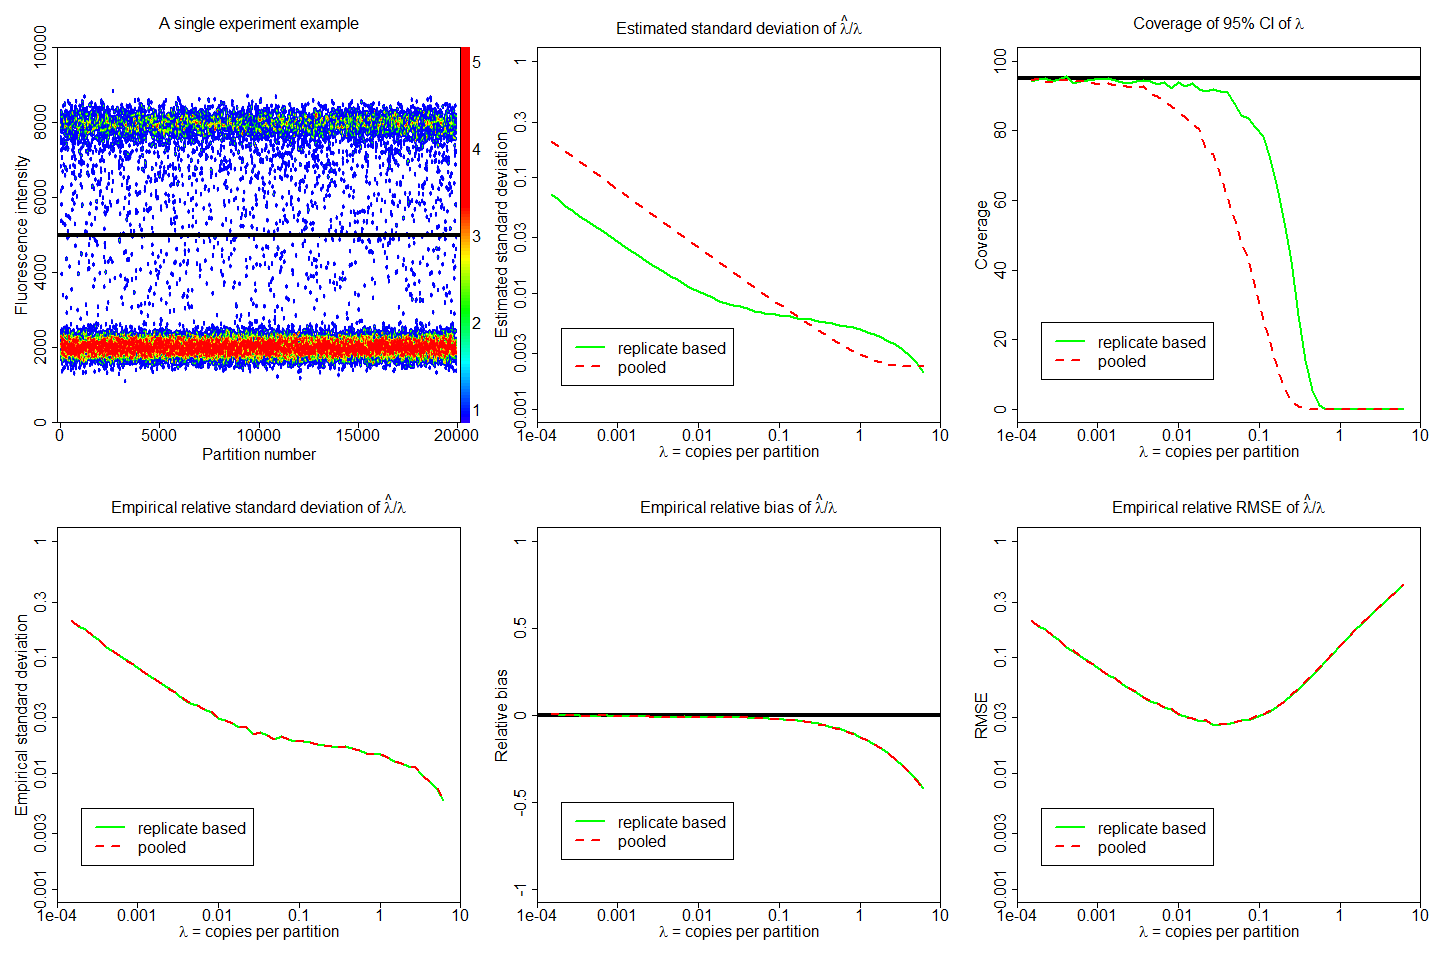 A single experiment example
Fluorescence intensity
0
2000
4000
6000
8000
10000
0
5000
10000
15000
20000
Partition number
5
4
3
2
1
Estimated standard deviation of λ̂/λ
Estimated standard deviation
0.001
0.003
0.01
0.03
0.1
0.3
1
replicate based
pooled
1e-04
0.001
0.01
0.1
1
10
λ = copies per partition
Coverage of 95% CI of λ
Coverage
0
20
40
60
80
100
replicate based
pooled
1e-04
0.001
0.01
0.1
1
10
λ = copies per partition
Empirical relative standard deviation of λ̂/λ
Empirical standard deviation
0.001
0.003
0.01
0.03
0.1
0.3
1
replicate based
pooled
1e-04
0.001
0.01
0.1
1
10
λ = copies per partition
Empirical relative bias of λ̂/λ
Relative bias
-1
-0.5
0
0.5
1
replicate based
pooled
1e-04
0.001
0.01
0.1
1
10
λ = copies per partition
Empirical relative RMSE of λ̂/λ
RMSE
0.001
0.003
0.01
0.03
0.1
0.3
1
replicate based
pooled
1e-04
0.001
0.01
0.1
1
10
λ = copies per partition